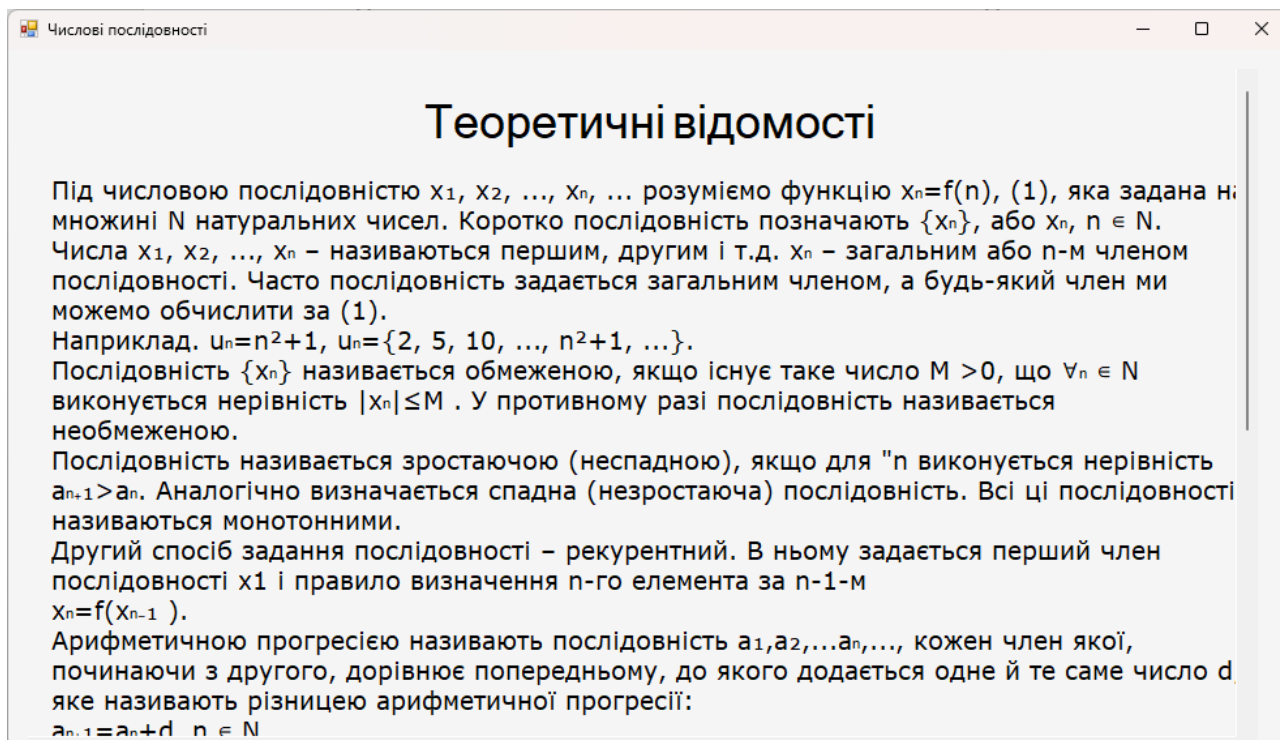 Числові послідовності
Теоретичні відомості
Під числовою послідовністю x₁, x₂, ..., xₙ, ... розуміємо функцію xₙ=f(n), (1), яка задана на
множині N натуральних чисел. Коротко послідовність позначають {xₙ}, або xₙ, n ∈ N.
Числа x₁, x₂, ..., xₙ – називаються першим, другим і т.д. xₙ – загальним або n-м членом
послідовності. Часто послідовність задається загальним членом, а будь-який член ми
можемо обчислити за (1).
Наприклад. uₙ=n²+1, uₙ={2, 5, 10, ..., n²+1, ...}.
Послідовність {xₙ} називається обмеженою, якщо існує таке число M >0, що ∀ₙ ∈ N
виконується нерівність |xₙ|≤M . У противному разі послідовність називається
необмеженою.
Послідовність називається зростаючою (неспадною), якщо для "n виконується нерівність
aₙ₊₁>aₙ. Аналогічно визначається спадна (незростаюча) послідовність. Всі ці послідовності
називаються монотонними.
Другий спосіб задання послідовності – рекурентний. В ньому задається перший член
послідовності x1 і правило визначення n-го елемента за n-1-м
xₙ=f(xₙ₋₁ ).
Арифметичною прогресією називають послідовність a₁,a₂,...aₙ,..., кожен член якої,
починаючи з другого, дорівнює попередньому, до якого додається одне й те саме число d,
яке називають різницею арифметичної прогресії:
aₙ₊₁=aₙ+d, n ∈ N